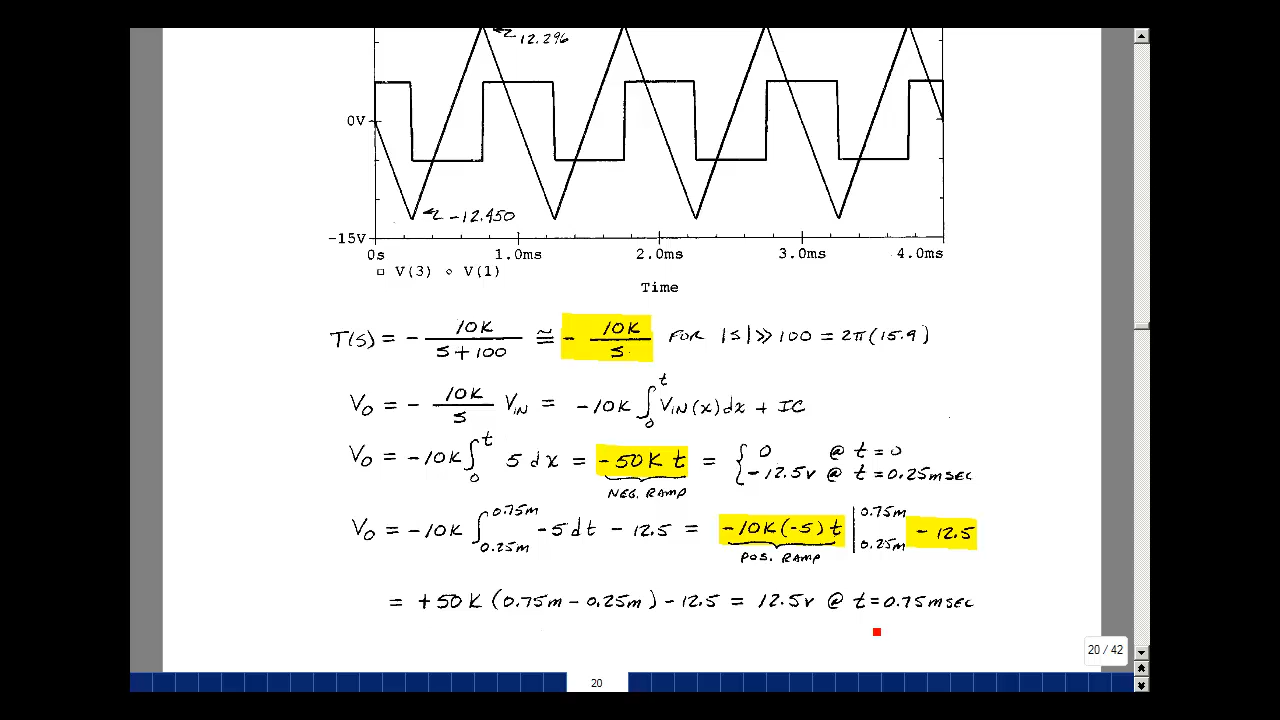 12.296
0V
-12.450
-15V
0s 1.0ms 2.0ms 3.0ms 4.0ms
□ V(3) ⋄ V(1)
Time
T(s) = - 10K / (s + 100) ≅ - 10K / s FOR |s| >> 100 = 2π(15.9)
Vo = - 10K / s VIN = -10K ∫₀ᵗ VIN(x)dx + IC
Vo = -10K ∫₀ᵗ 5 dx = -50K t = { 0 @ t = 0
-12.5v @ t = 0.25msec
NEG. RAMP
Vo = -10K ∫ 0.25m 0.75m -5 dt - 12.5 = -10K(-5)t | 0.75m 0.25m - 12.5
POS. RAMP
= +50K (0.75m - 0.25m) - 12.5 = 12.5v @ t = 0.75msec
20 / 42
20